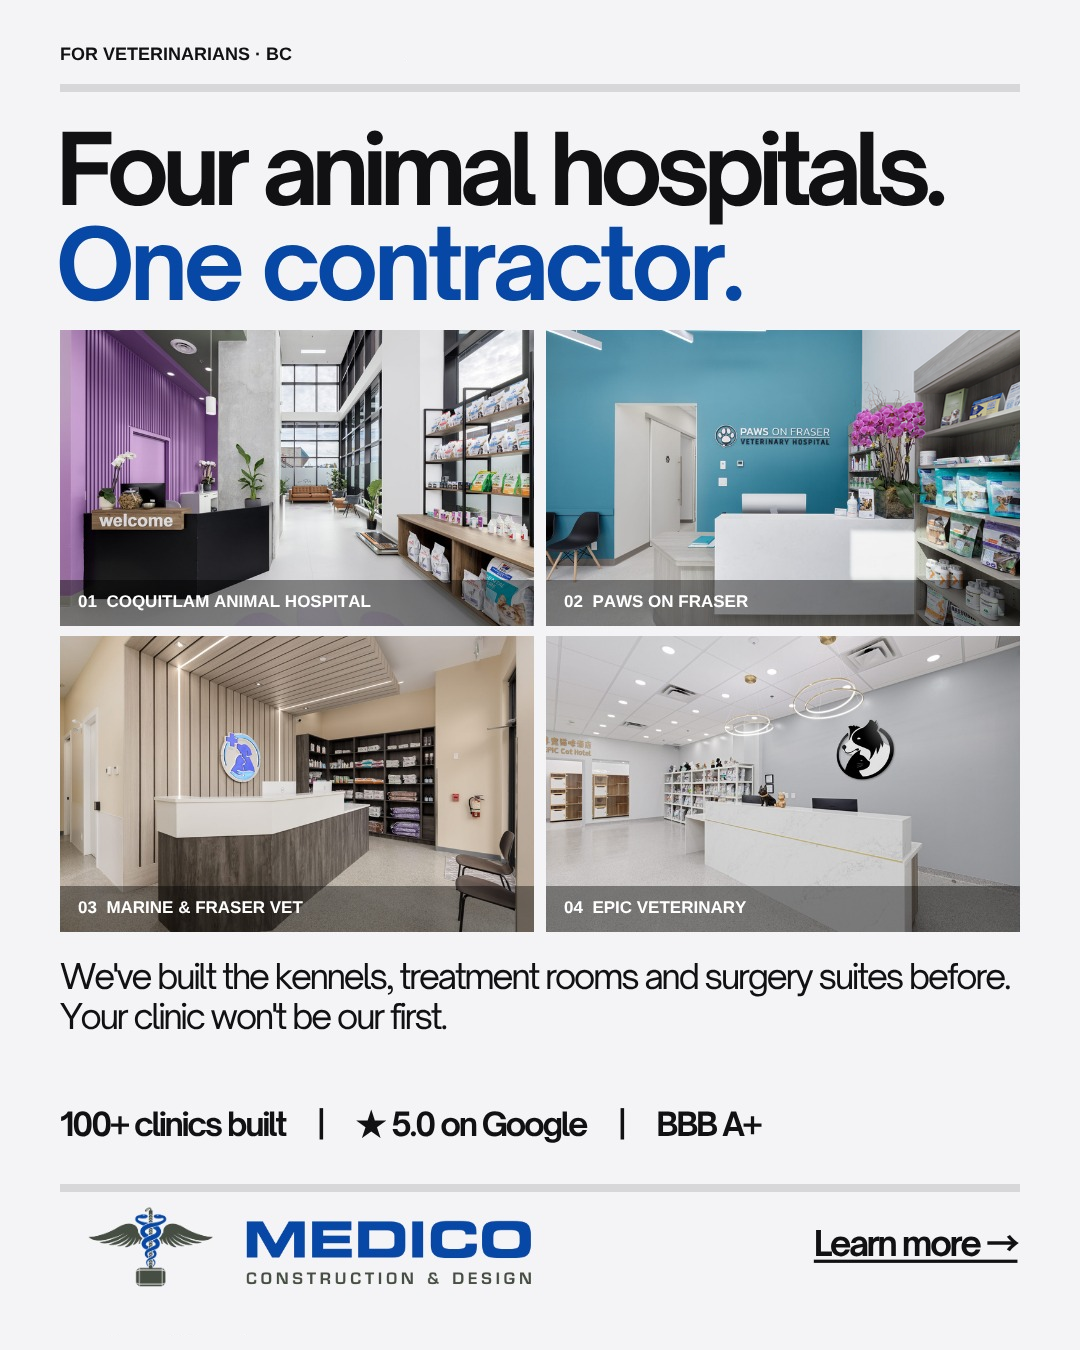 FOR VETERINARIANS · BC
Four animal hospitals.
One contractor.
welcome
01 COQUITLAM ANIMAL HOSPITAL
PAWS ON FRASER
VETERINARY HOSPITAL
02 PAWS ON FRASER
03 MARINE & FRASER VET
EPIC Cat Hotel
04 EPIC VETERINARY
We've built the kennels, treatment rooms and surgery suites before.
Your clinic won't be our first.
100+ clinics built | ★ 5.0 on Google | BBB A+
MEDICO
CONSTRUCTION & DESIGN
Learn more →